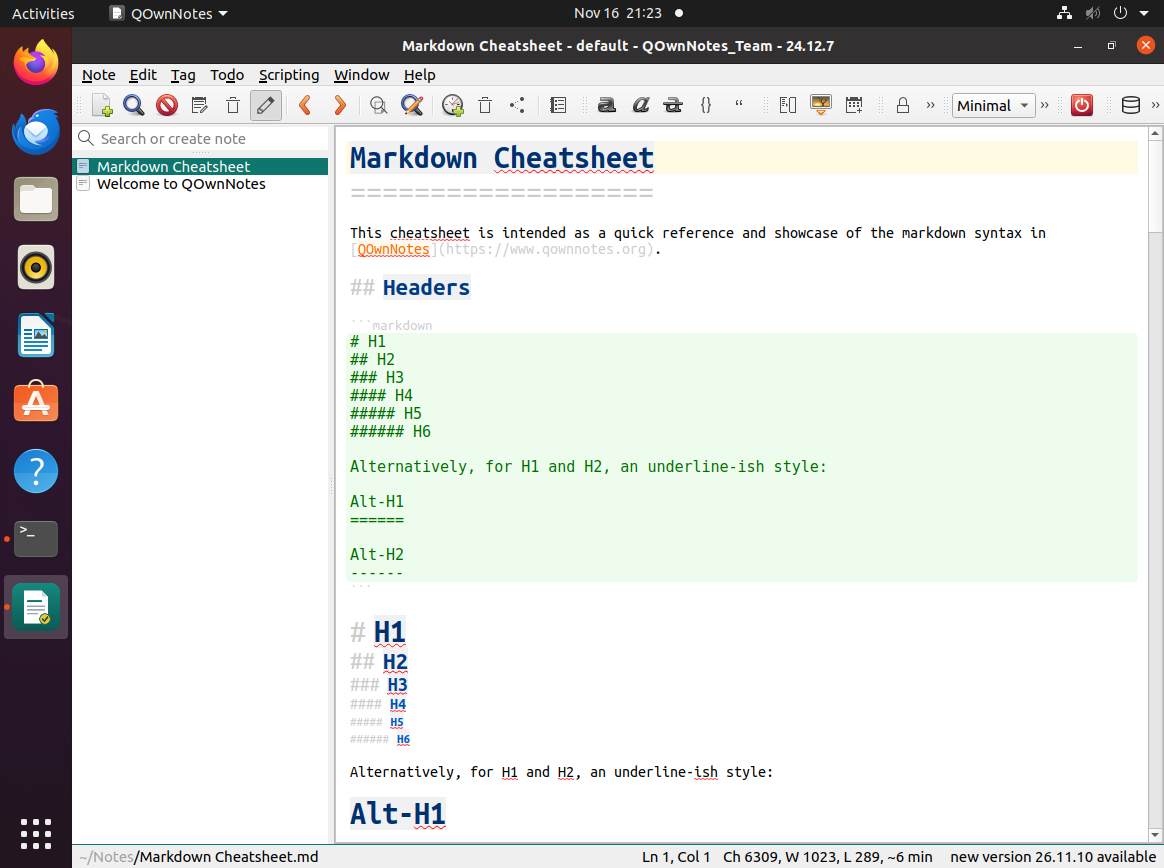 Activities QOwnNotes Nov 16 21:23
Markdown Cheatsheet - default - QOwnNotes_Team - 24.12.7
Note Edit Tag Todo Scripting Window Help
a a a {} “ » Minimal » »
Search or create note
Markdown Cheatsheet
Welcome to QOwnNotes
Markdown Cheatsheet
===================
This cheatsheet is intended as a quick reference and showcase of the markdown syntax in
[QOwnNotes](https://www.qownnotes.org).
## Headers
```markdown
# H1
## H2
### H3
#### H4
##### H5
###### H6
Alternatively, for H1 and H2, an underline-ish style:
Alt-H1
======
Alt-H2
------
```
# H1
## H2
### H3
#### H4
##### H5
###### H6
Alternatively, for H1 and H2, an underline-ish style:
Alt-H1
~/Notes/Markdown Cheatsheet.md Ln 1, Col 1 Ch 6309, W 1023, L 289, ~6 min new version 26.11.10 available